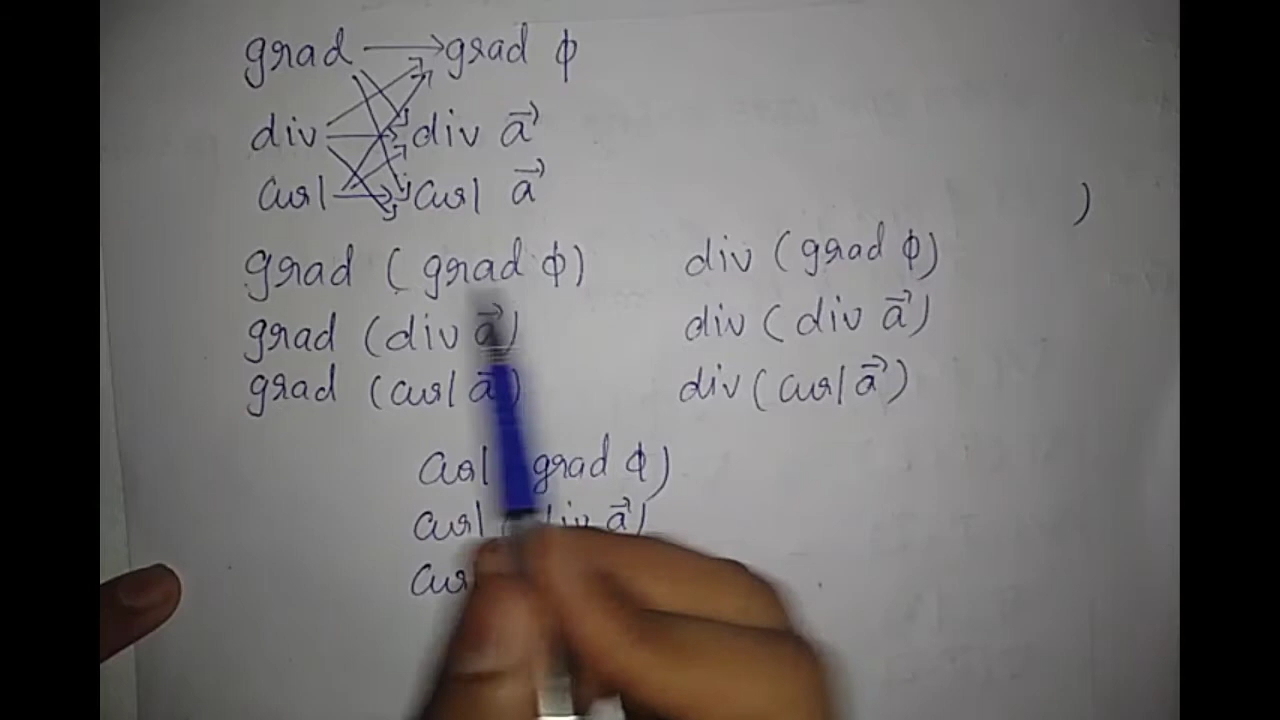 grad → grad ϕ
div → div a⃗
curl → curl a⃗
)
grad (grad ϕ) div (grad ϕ)
grad (div a⃗) div (div a⃗)
grad (curl a⃗) div (curl a⃗)
curl grad ϕ)
curl div a⃗)